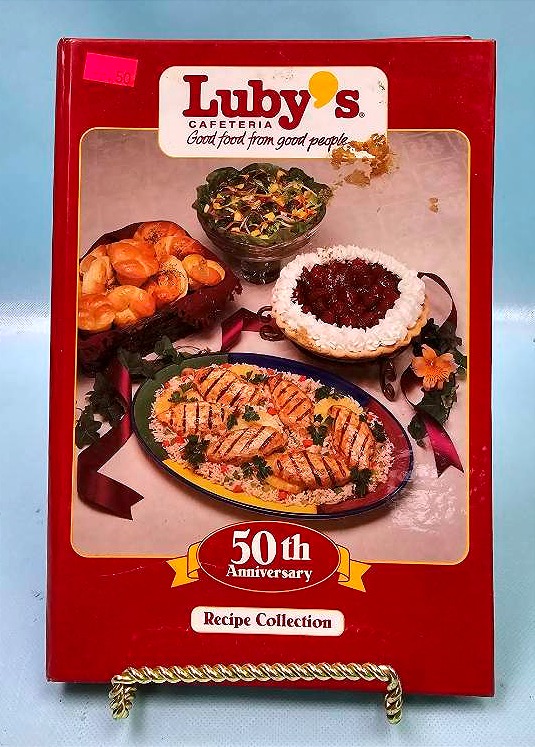 Luby's®
CAFETERIA
Good food from good people
50th
Anniversary
Recipe Collection